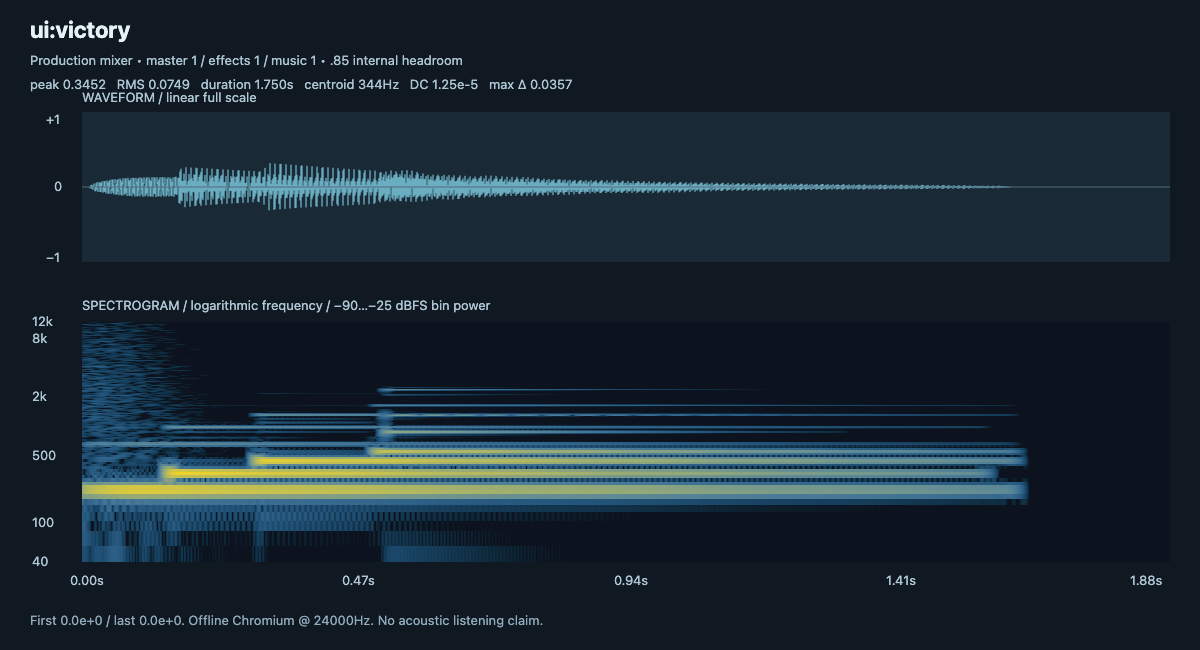 ui:victory
Production mixer • master 1 / effects 1 / music 1 • .85 internal headroom
peak 0.3452 RMS 0.0749 duration 1.750s centroid 344Hz DC 1.25e-5 max Δ 0.0357
WAVEFORM / linear full scale
+1
0
−1
SPECTROGRAM / logarithmic frequency / −90…−25 dBFS bin power
12k
8k
2k
500
100
40
0.00s 0.47s 0.94s 1.41s 1.88s
First 0.0e+0 / last 0.0e+0. Offline Chromium @ 24000Hz. No acoustic listening claim.